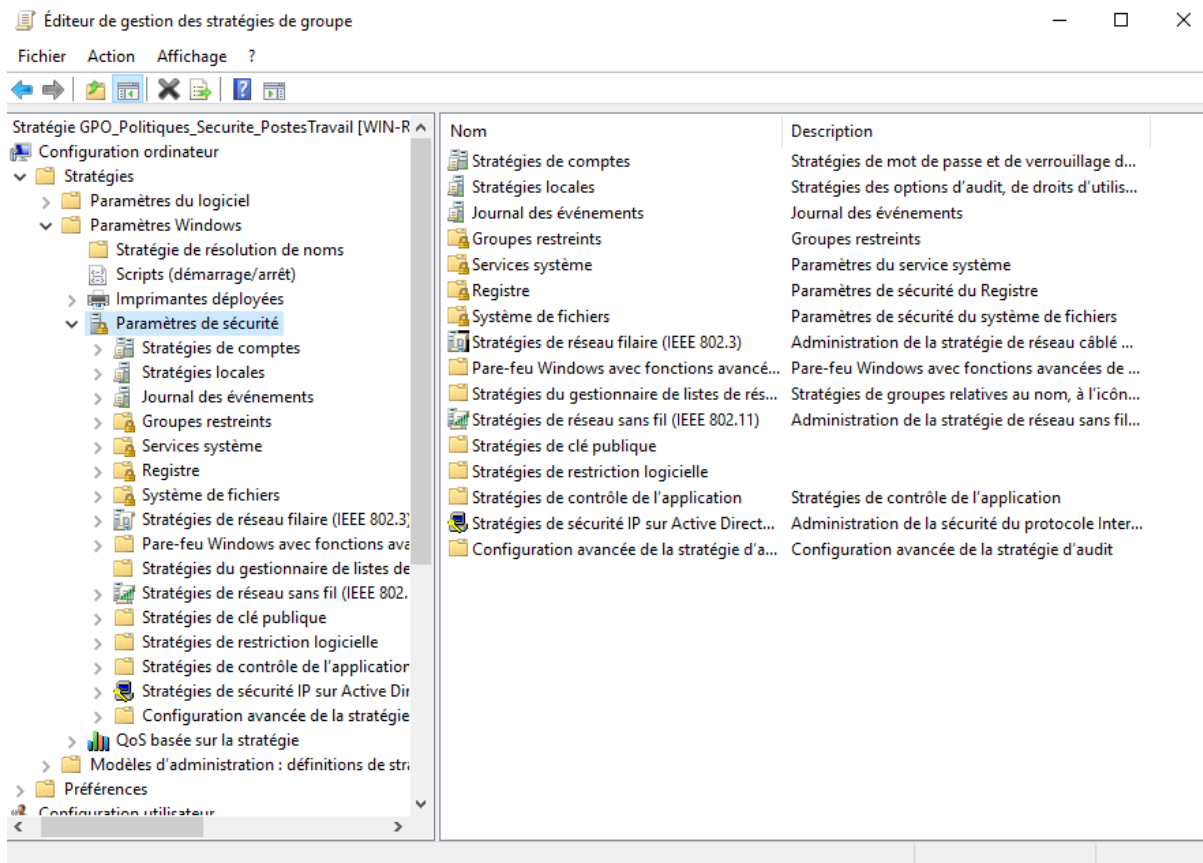 Éditeur de gestion des stratégies de groupe
Fichier Action Affichage ?
Stratégie GPO_Politiques_Securite_PostesTravail [WIN-R
Configuration ordinateur
Stratégies
Paramètres du logiciel
Paramètres Windows
Stratégie de résolution de noms
Scripts (démarrage/arrêt)
Imprimantes déployées
Paramètres de sécurité
Stratégies de comptes
Stratégies locales
Journal des événements
Groupes restreints
Services système
Registre
Système de fichiers
Stratégies de réseau filaire (IEEE 802.3)
Pare-feu Windows avec fonctions ava
Stratégies du gestionnaire de listes de
Stratégies de réseau sans fil (IEEE 802.
Stratégies de clé publique
Stratégies de restriction logicielle
Stratégies de contrôle de l'application
Stratégies de sécurité IP sur Active Dir
Configuration avancée de la stratégie
QoS basée sur la stratégie
Modèles d'administration : définitions de stra
Préférences
Configuration utilisateur
Nom Description
Stratégies de comptes Stratégies de mot de passe et de verrouillage d...
Stratégies locales Stratégies des options d'audit, de droits d'utilis...
Journal des événements Journal des événements
Groupes restreints Groupes restreints
Services système Paramètres du service système
Registre Paramètres de sécurité du Registre
Système de fichiers Paramètres de sécurité du système de fichiers
Stratégies de réseau filaire (IEEE 802.3) Administration de la stratégie de réseau câblé ...
Pare-feu Windows avec fonctions avancé... Pare-feu Windows avec fonctions avancées de ...
Stratégies du gestionnaire de listes de rés... Stratégies de groupes relatives au nom, à l'icôn...
Stratégies de réseau sans fil (IEEE 802.11) Administration de la stratégie de réseau sans fil...
Stratégies de clé publique
Stratégies de restriction logicielle
Stratégies de contrôle de l'application Stratégies de contrôle de l'application
Stratégies de sécurité IP sur Active Direct... Administration de la sécurité du protocole Inter...
Configuration avancée de la stratégie d'a... Configuration avancée de la stratégie d'audit